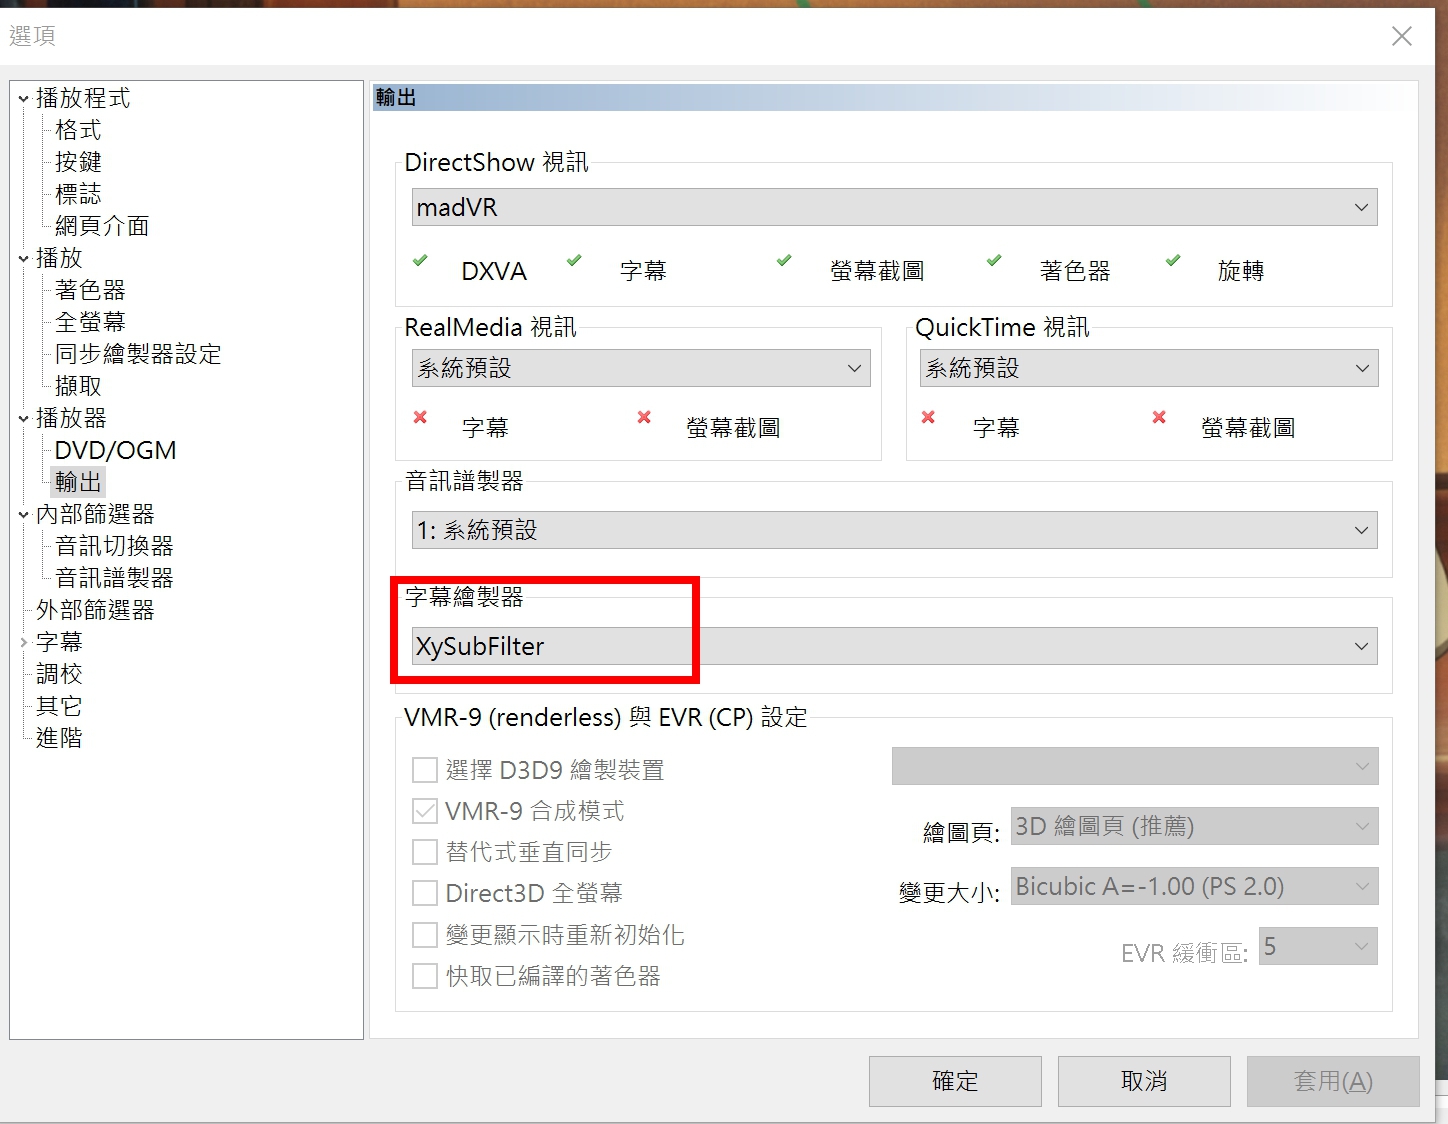 選項
播放程式
格式
按鍵
標誌
網頁介面
播放
著色器
全螢幕
同步繪製器設定
擷取
播放器
DVD/OGM
輸出
內部篩選器
音訊切換器
音訊譜製器
外部篩選器
字幕
調校
其它
進階
輸出
DirectShow 視訊
madVR
DXVA 字幕 螢幕截圖 著色器 旋轉
RealMedia 視訊
系統預設
字幕 螢幕截圖
QuickTime 視訊
系統預設
字幕 螢幕截圖
音訊譜製器
1: 系統預設
字幕繪製器
XySubFilter
VMR-9 (renderless) 與 EVR (CP) 設定
選擇 D3D9 繪製裝置
VMR-9 合成模式
替代式垂直同步
Direct3D 全螢幕
變更顯示時重新初始化
快取已編譯的著色器
繪圖頁: 3D 繪圖頁 (推薦)
變更大小: Bicubic A=-1.00 (PS 2.0)
EVR 緩衝區: 5
確定 取消 套用(A)